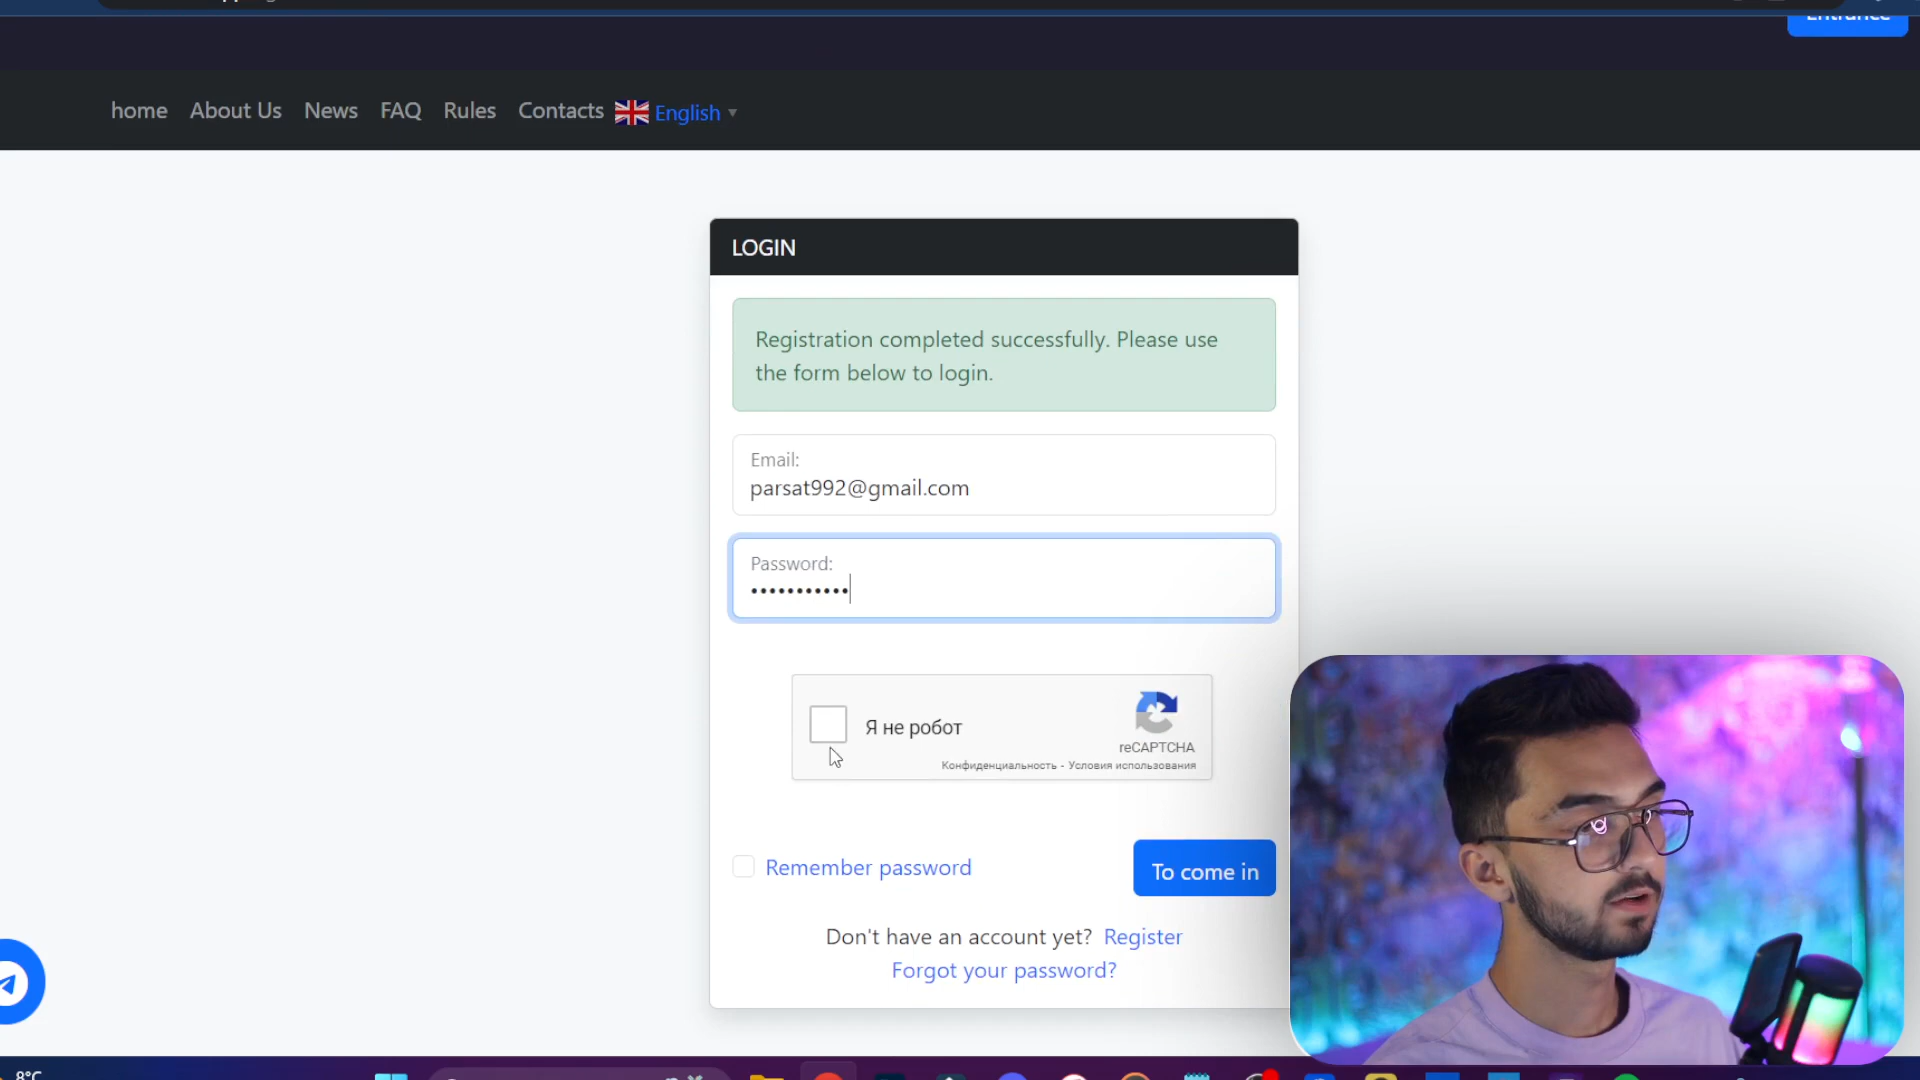 Entrance
home About Us News FAQ Rules Contacts English
LOGIN
Registration completed successfully. Please use
the form below to login.
Email:
parsat992@gmail.com
Password:
•••••••••••
Я не робот
reCAPTCHA
Конфиденциальность - Условия использования
Remember password
To come in
Don't have an account yet? Register
Forgot your password?
8°C